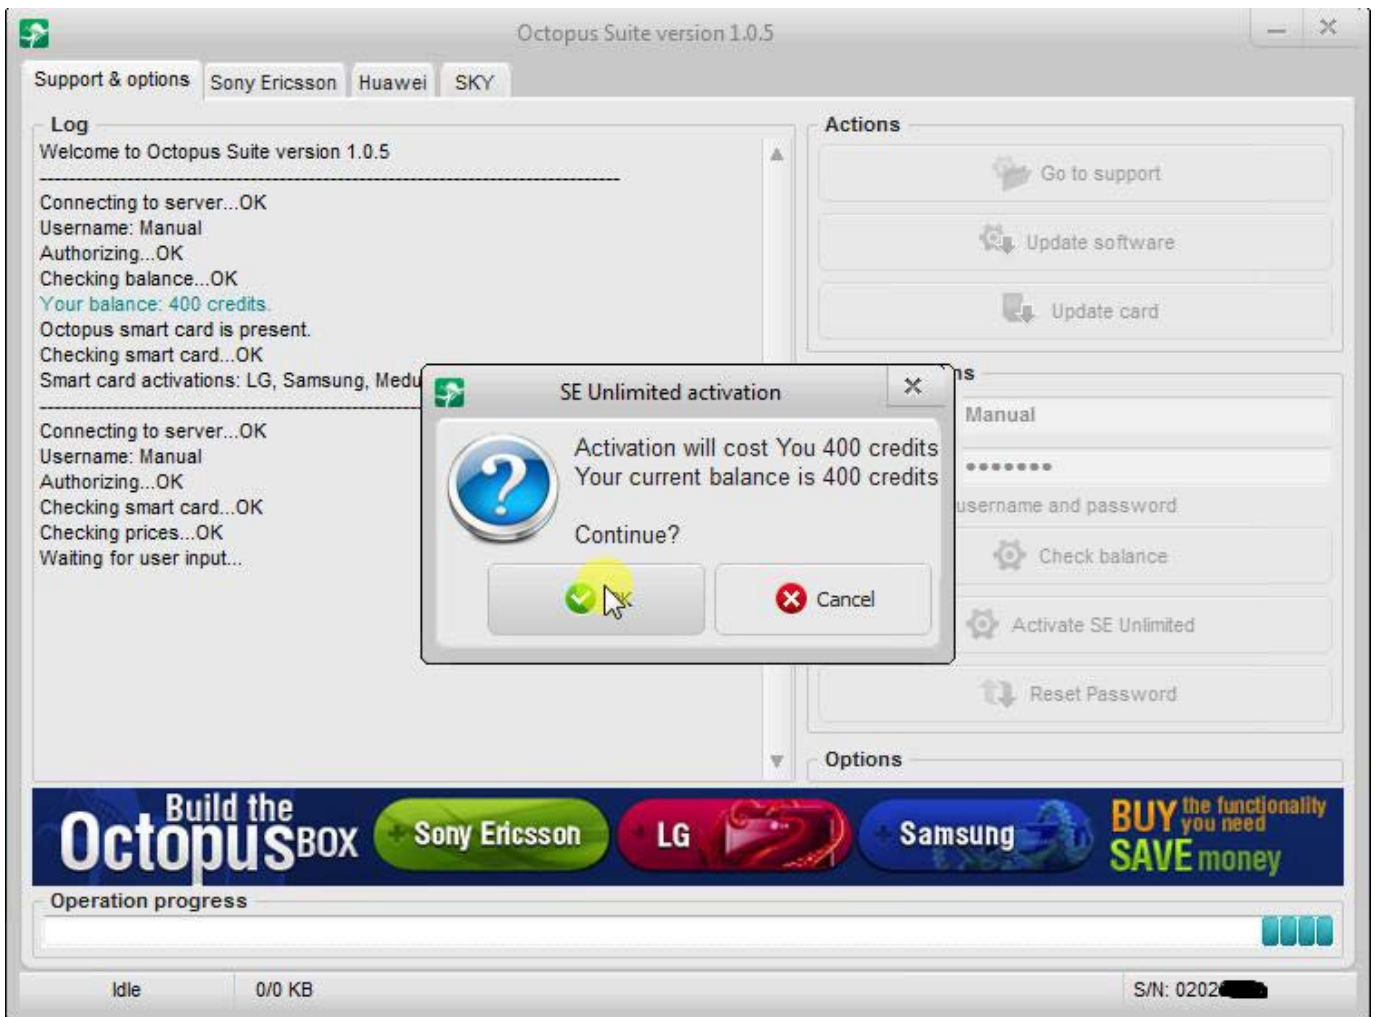 Octopus Suite version 1.0.5
Support & options
Sony Ericsson
Huawei
SKY
Log
Welcome to Octopus Suite version 1.0.5
Connecting to server...OK
Username: Manual
Authorizing...OK
Checking balance...OK
Your balance: 400 credits.
Octopus smart card is present.
Checking smart card...OK
Smart card activations: LG, Samsung, Medu
Connecting to server...OK
Username: Manual
Authorizing...OK
Checking smart card...OK
Checking prices...OK
Waiting for user input...
Actions
Go to support
Update software
Update card
ns
Manual
•••••••
username and password
Check balance
Activate SE Unlimited
Reset Password
Options
SE Unlimited activation
Activation will cost You 400 credits
Your current balance is 400 credits
Continue?
Cancel
Build the
OctopusBOX
Sony Ericsson
LG
Samsung
BUY the functionality
you need
SAVE money
Operation progress
Idle
0/0 KB
S/N: 0202